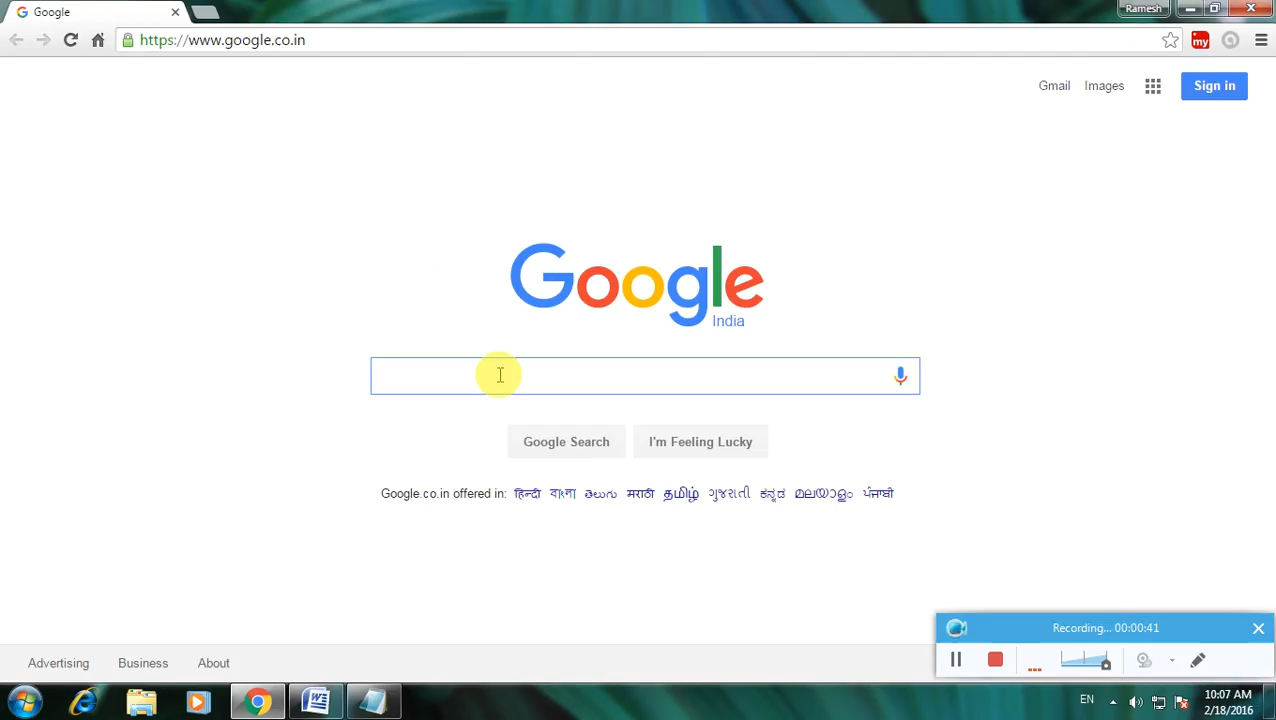 Google
Ramesh
https://www.google.co.in
my
Gmail Images Sign in
Google
India
Google Search I'm Feeling Lucky
Google.co.in offered in: हिन्दी বাংলা తెలుగు मराठी தமிழ் ગુજરાતી ಕನ್ನಡ മലയാളം ਪੰਜਾਬੀ
Recording... 00:00:41
Advertising Business About
EN 10:07 AM
2/18/2016